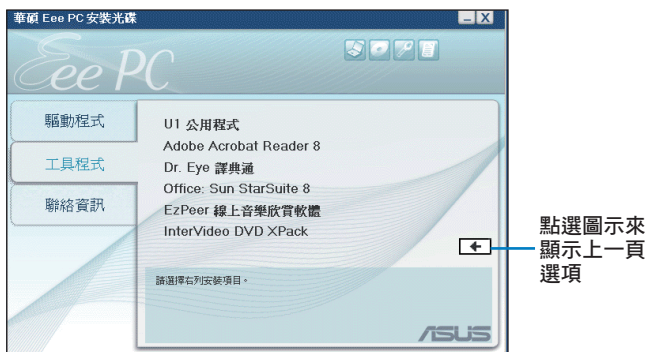 華碩 Eee PC 安裝光碟
Eee PC
驅動程式
工具程式
聯絡資訊
U1 公用程式
Adobe Acrobat Reader 8
Dr. Eye 譯典通
Office: Sun StarSuite 8
EzPeer 線上音樂欣賞軟體
InterVideo DVD XPack
請選擇右列安裝項目。
ASUS
點選圖示來
顯示上一頁
選項